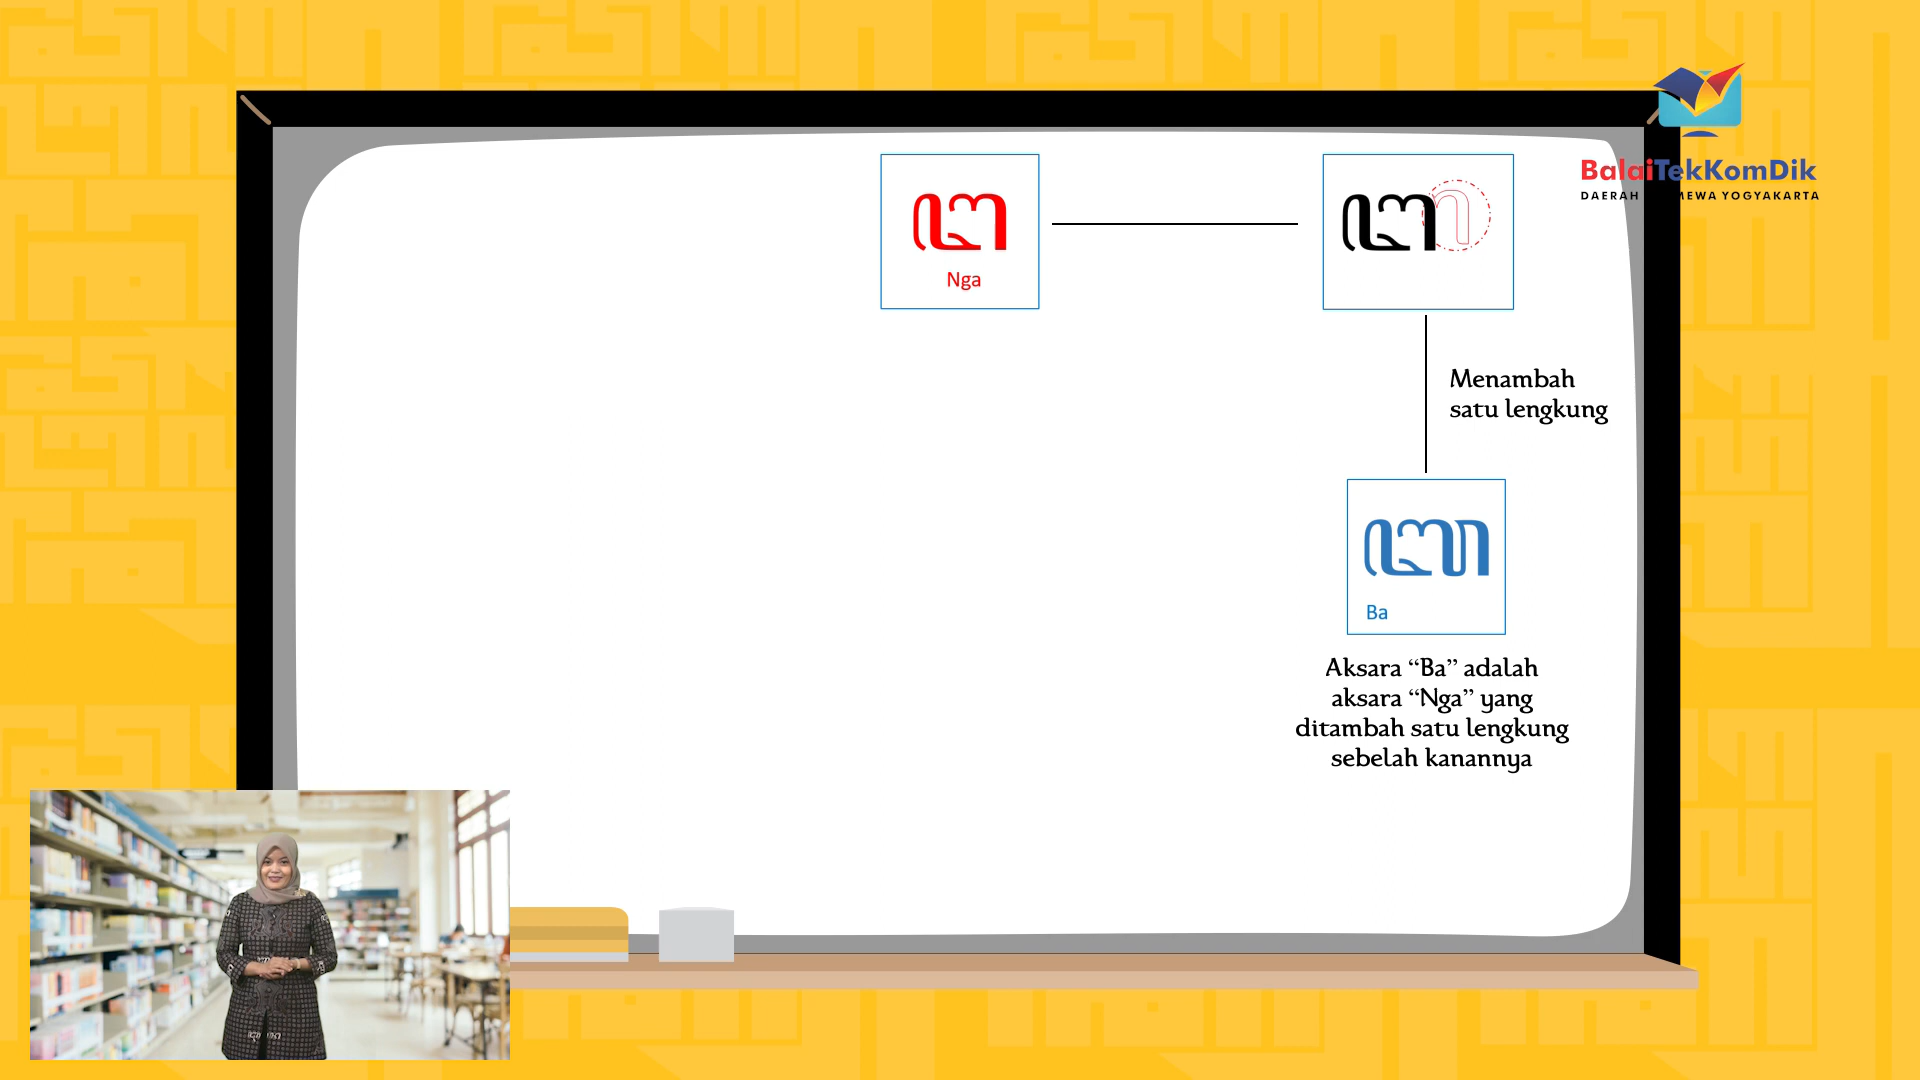 BalaiTekKomDik
DAERAH MEWA YOGYAKARTA
ꦔ
Nga
ꦔ
Menambah
satu lengkung
ꦧ
Ba
Aksara “Ba” adalah
aksara “Nga” yang
ditambah satu lengkung
sebelah kanannya